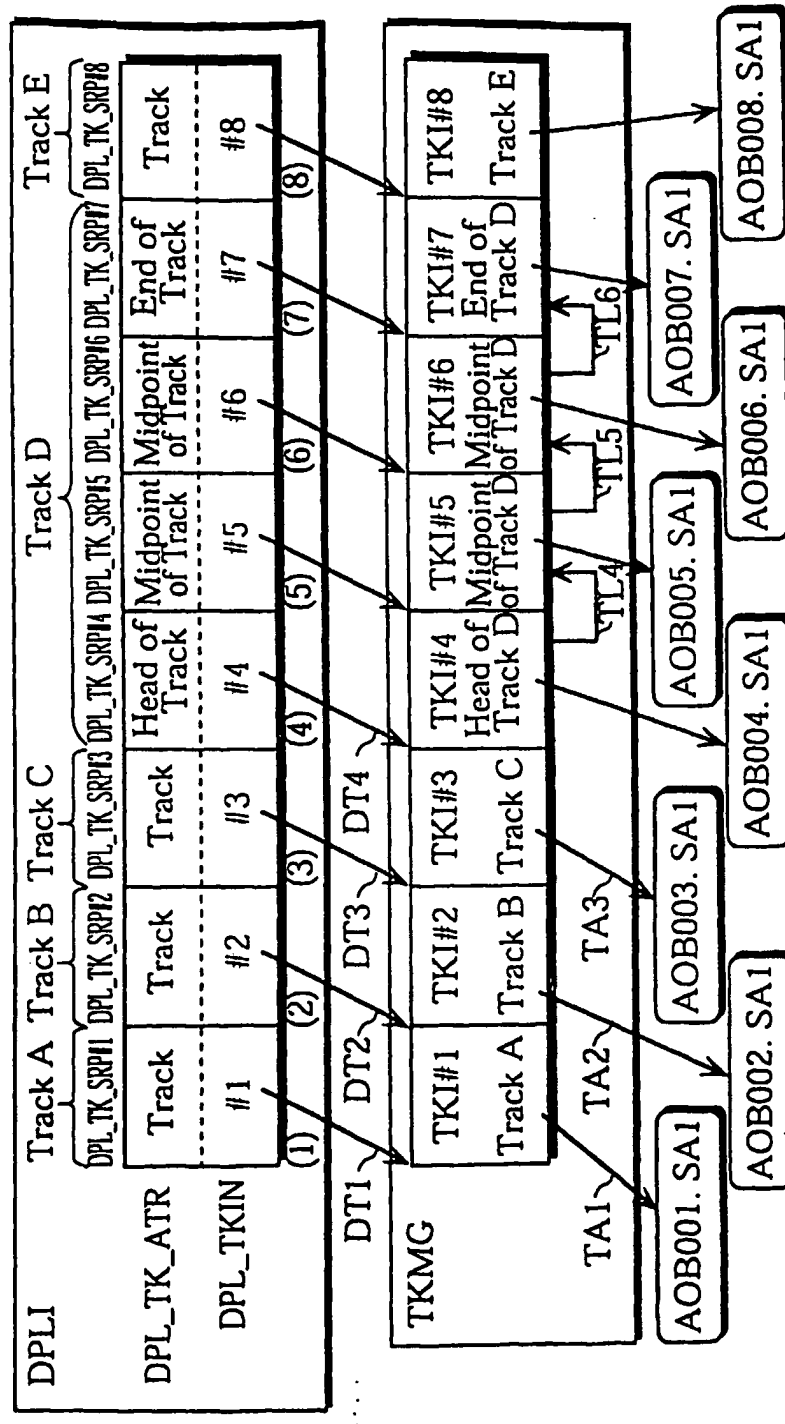 DPLI
Track A Track B Track C Track D Track E
DPL_TK_SRP#1 DPL_TK_SRP#2 DPL_TK_SRP#3 DPL_TK_SRP#4 DPL_TK_SRP#5 DPL_TK_SRP#6 DPL_TK_SRP#7 DPL_TK_SRP#8
DPL_TK_ATR
Track
Track
Track
Head of
Track
Midpoint
of Track
Midpoint
of Track
End of
Track
Track
DPL_TKIN
#1 #2 #3 #4 #5 #6 #7 #8
(1) (2) (3) (4) (5) (6) (7) (8)
DT1 DT2 DT3 DT4
TKMG
TKI#1
Track A
TKI#2
Track B
TKI#3
Track C
TKI#4
Head of
Track D
TKI#5
Midpoint
of Track D
TKI#6
Midpoint
of Track D
TKI#7
End of
Track D
TKI#8
Track E
TL4 TL5 TL6
TA1 TA2 TA3
AOB001. SA1
AOB002. SA1
AOB003. SA1
AOB004. SA1
AOB005. SA1
AOB006. SA1
AOB007. SA1
AOB008. SA1